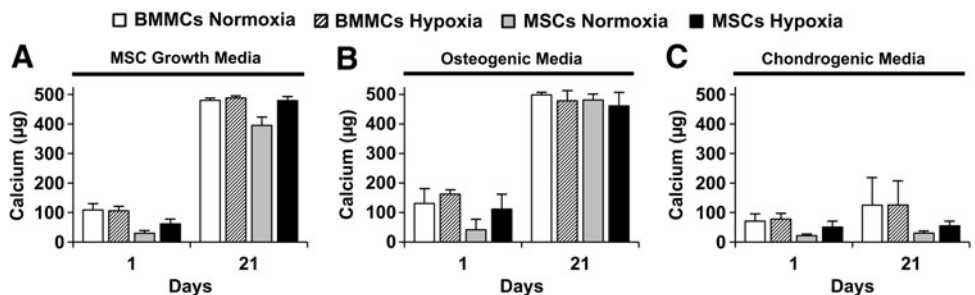 BMMCs Normoxia BMMCs Hypoxia MSCs Normoxia MSCs Hypoxia
A MSC Growth Media
Calcium (µg)
500
400
300
200
100
0
1 21
Days
B Osteogenic Media
Calcium (µg)
500
400
300
200
100
0
1 21
Days
C Chondrogenic Media
Calcium (µg)
500
400
300
200
100
0
1 21
Days